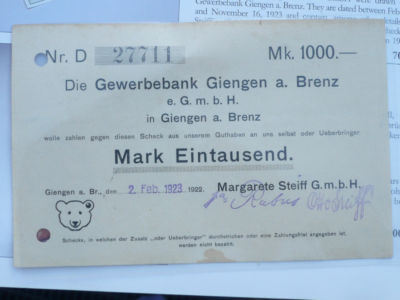 Nr. D 27711 Mk. 1000.—
Die Gewerbebank Giengen a. Brenz
e. G. m. b. H.
in Giengen a. Brenz
wolle zahlen gegen diesen Scheck aus unserem Guthaben an uns selbst oder Ueberbringer
Mark Eintausend.
Giengen a. Br., den 2. Feb. 1923. 1922. Margarete Steiff G. m. b. H.
Schecks, in welchen der Zusatz „oder Ueberbringer" durchstrichen oder eine Zahlungsfrist angegeben ist,
werden nicht bezahlt.
Gewerbebank Giengen a. Brenz. They are dated between
and November 16, 1923 and contain